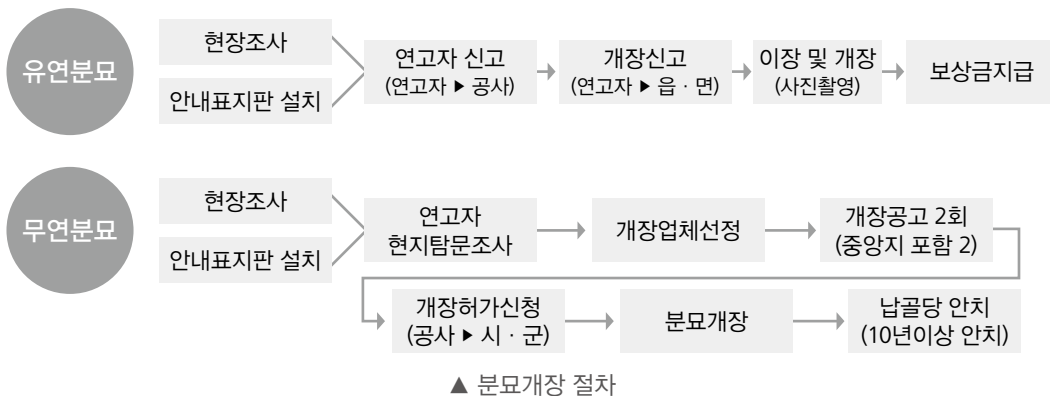 유연분묘
현장조사
안내표지판 설치
연고자 신고
(연고자 ▶ 공사)
개장신고
(연고자 ▶ 읍 · 면)
이장 및 개장
(사진촬영)
보상금지급
무연분묘
현장조사
안내표지판 설치
연고자
현지탐문조사
개장업체선정
개장공고 2회
(중앙지 포함 2)
개장허가신청
(공사 ▶ 시 · 군)
분묘개장
납골당 안치
(10년이상 안치)
▲ 분묘개장 절차